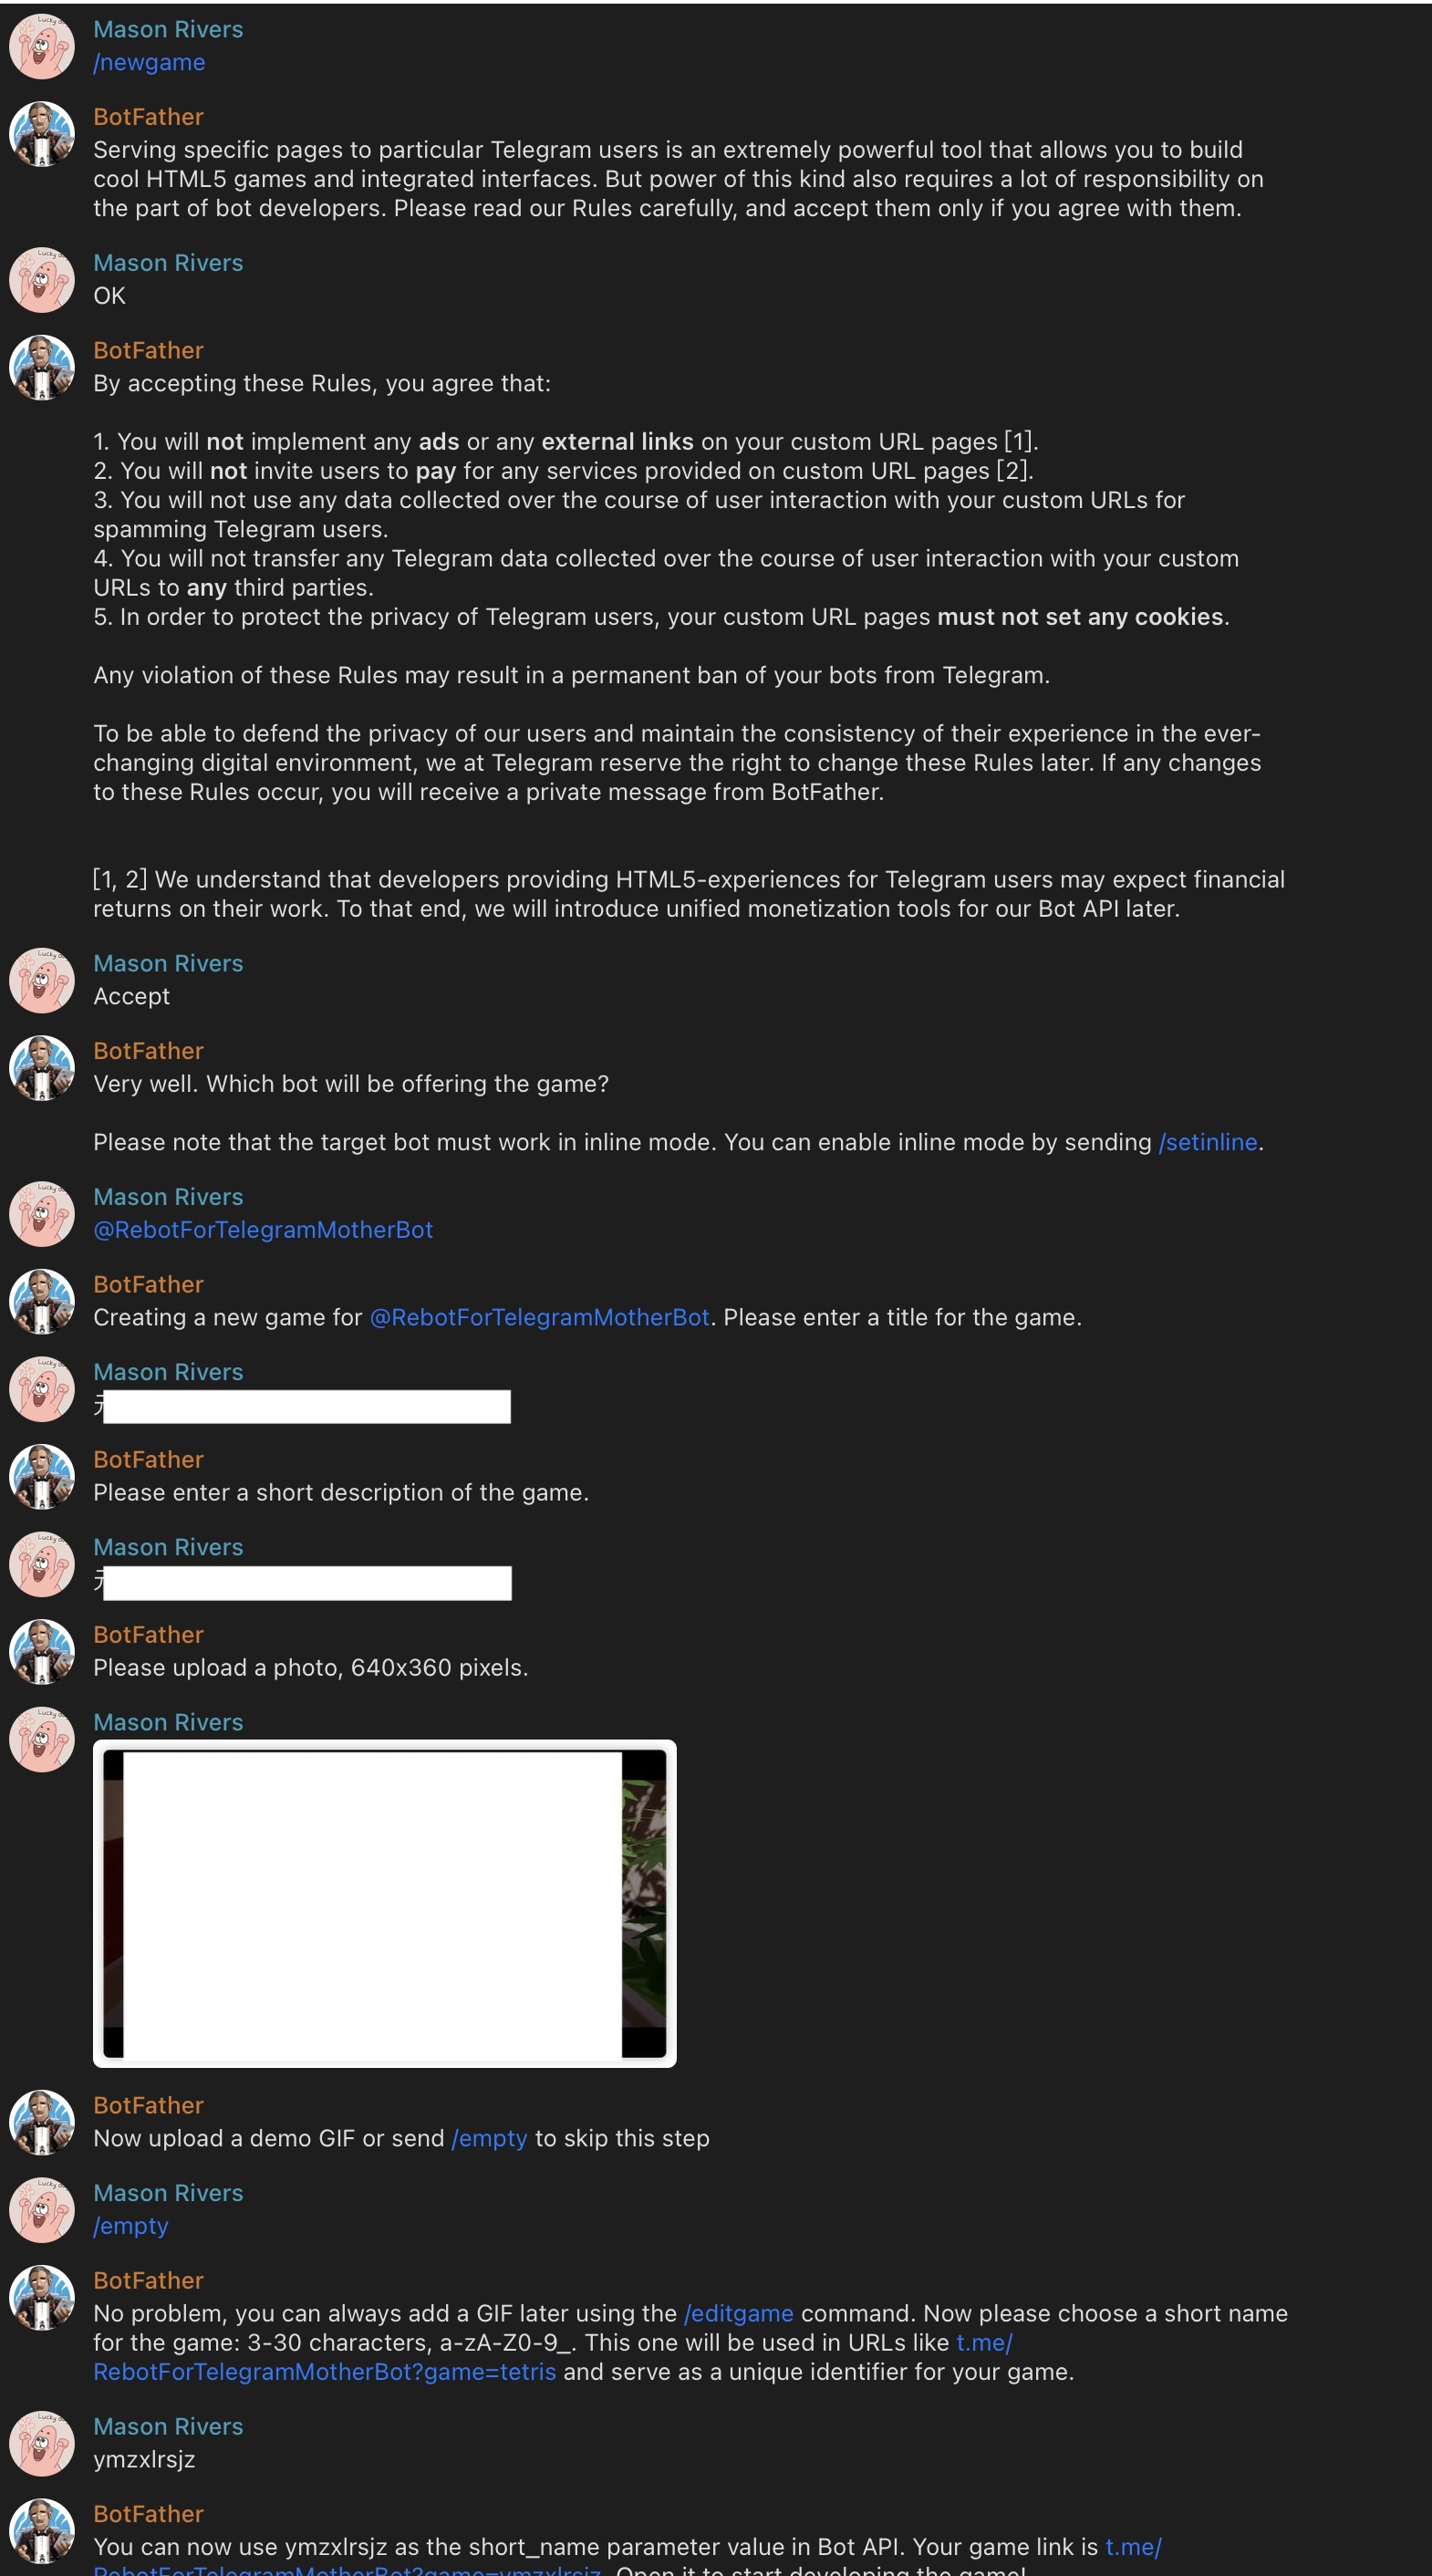 Mason Rivers
/newgame
BotFather
Serving specific pages to particular Telegram users is an extremely powerful tool that allows you to build
cool HTML5 games and integrated interfaces. But power of this kind also requires a lot of responsibility on
the part of bot developers. Please read our Rules carefully, and accept them only if you agree with them.
Mason Rivers
OK
BotFather
By accepting these Rules, you agree that:
1. You will not implement any ads or any external links on your custom URL pages [1].
2. You will not invite users to pay for any services provided on custom URL pages [2].
3. You will not use any data collected over the course of user interaction with your custom URLs for
spamming Telegram users.
4. You will not transfer any Telegram data collected over the course of user interaction with your custom
URLs to any third parties.
5. In order to protect the privacy of Telegram users, your custom URL pages must not set any cookies.
Any violation of these Rules may result in a permanent ban of your bots from Telegram.
To be able to defend the privacy of our users and maintain the consistency of their experience in the ever-
changing digital environment, we at Telegram reserve the right to change these Rules later. If any changes
to these Rules occur, you will receive a private message from BotFather.
[1, 2] We understand that developers providing HTML5-experiences for Telegram users may expect financial
returns on their work. To that end, we will introduce unified monetization tools for our Bot API later.
Mason Rivers
Accept
BotFather
Very well. Which bot will be offering the game?
Please note that the target bot must work in inline mode. You can enable inline mode by sending /setinline.
Mason Rivers
@RebotForTelegramMotherBot
BotFather
Creating a new game for @RebotForTelegramMotherBot. Please enter a title for the game.
Mason Rivers
BotFather
Please enter a short description of the game.
Mason Rivers
BotFather
Please upload a photo, 640x360 pixels.
Mason Rivers
BotFather
Now upload a demo GIF or send /empty to skip this step
Mason Rivers
/empty
BotFather
No problem, you can always add a GIF later using the /editgame command. Now please choose a short name
for the game: 3-30 characters, a-zA-Z0-9_. This one will be used in URLs like t.me/
RebotForTelegramMotherBot?game=tetris and serve as a unique identifier for your game.
Mason Rivers
ymzxlrsjz
BotFather
You can now use ymzxlrsjz as the short_name parameter value in Bot API. Your game link is t.me/
RebotForTelegramMotherBot?game=ymzxlrsjz. Open it to start developing the game!